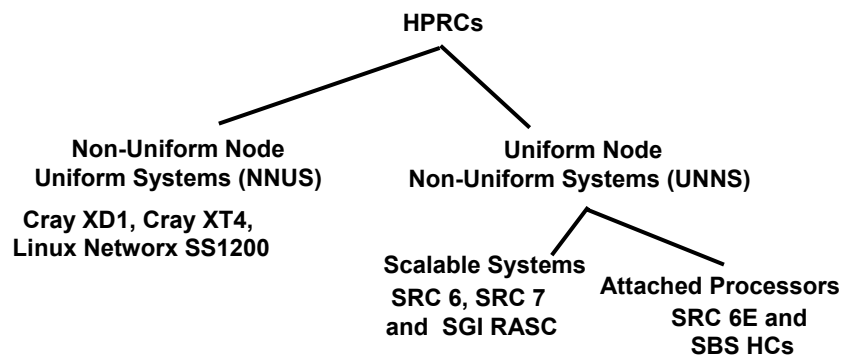 HPRCs
Non-Uniform Node
Uniform Systems (NNUS)
Cray XD1, Cray XT4,
Linux Networx SS1200
Uniform Node
Non-Uniform Systems (UNNS)
Scalable Systems
SRC 6, SRC 7
and SGI RASC
Attached Processors
SRC 6E and
SBS HCs